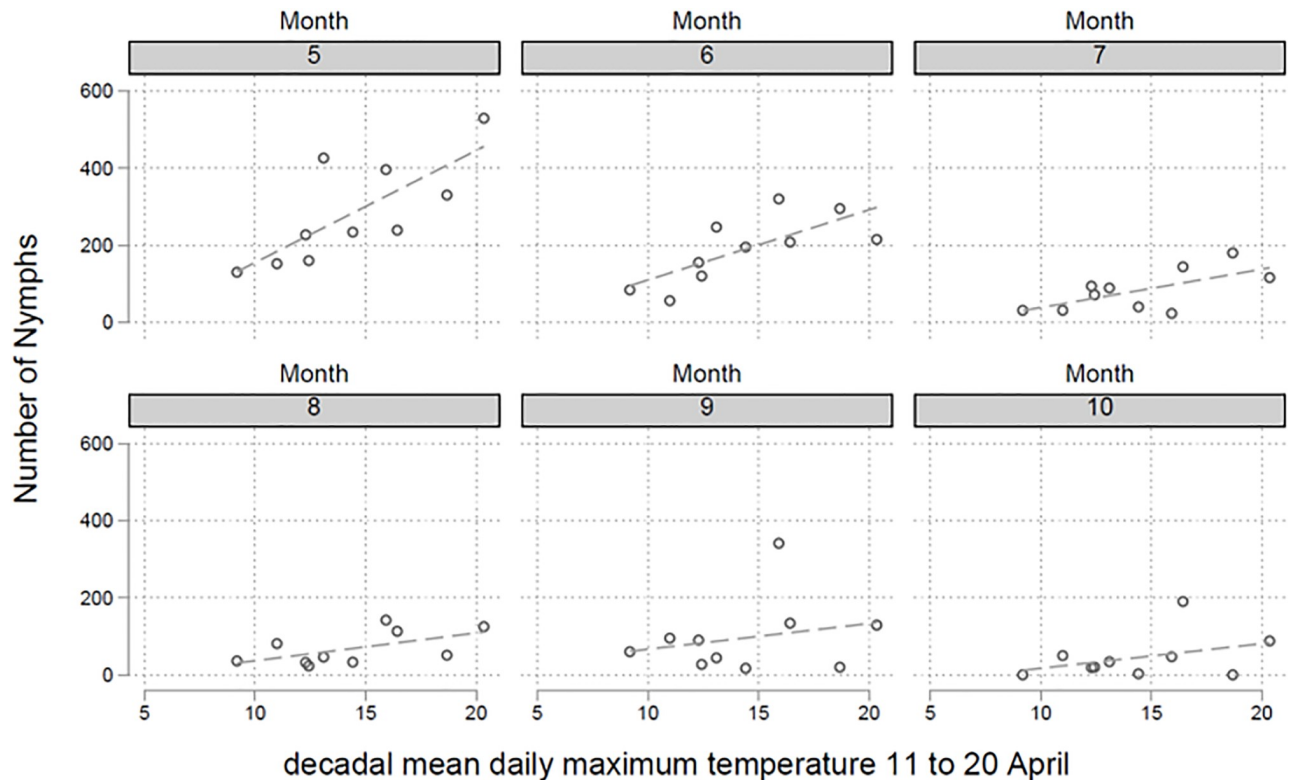 Month Month Month
5 6 7
600
400
200
0
Number of Nymphs
Month Month Month
8 9 10
600
400
200
0
5 10 15 20 5 10 15 20 5 10 15 20
decadal mean daily maximum temperature 11 to 20 April